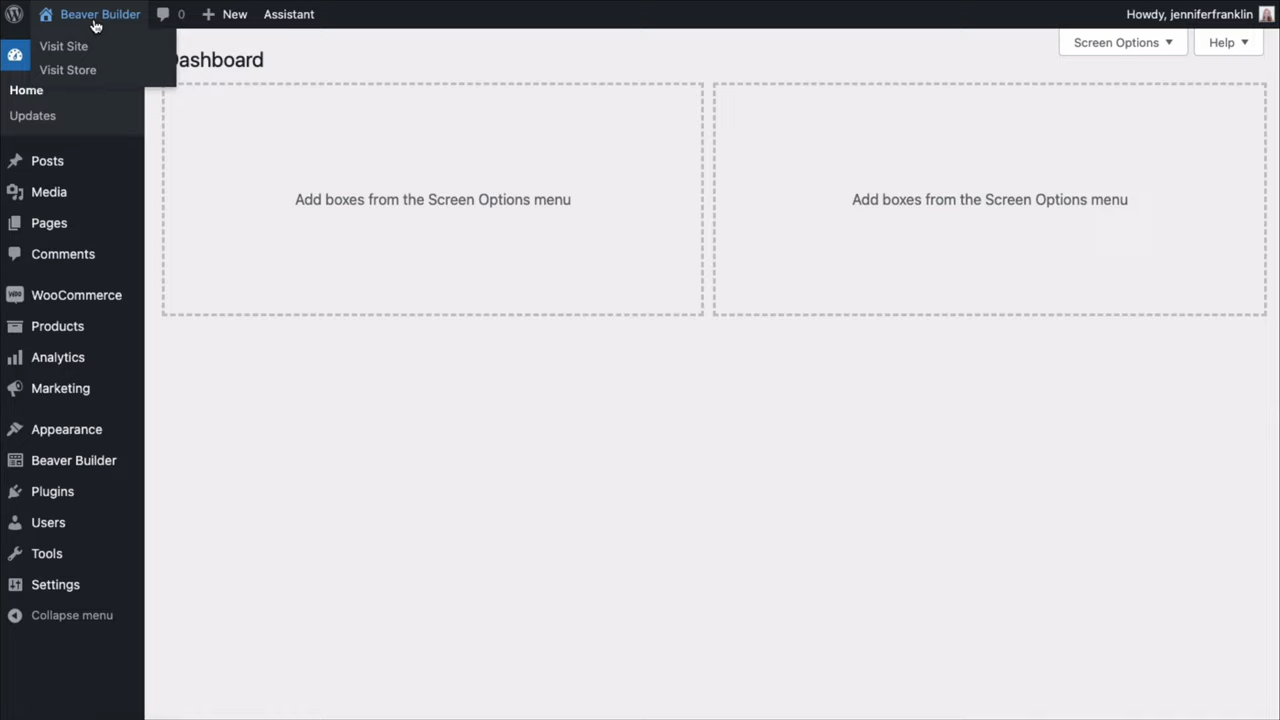 Beaver Builder
0
New
Assistant
Howdy, jenniferfranklin
Visit Site
Visit Store
Dashboard
Screen Options
Help
Home
Updates
Posts
Media
Pages
Comments
WooCommerce
Products
Analytics
Marketing
Appearance
Beaver Builder
Plugins
Users
Tools
Settings
Collapse menu
Add boxes from the Screen Options menu
Add boxes from the Screen Options menu